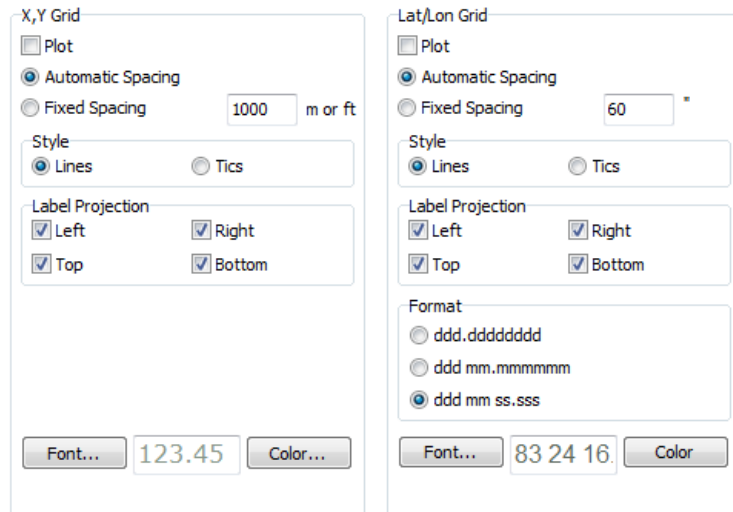 X,Y Grid
Plot
Automatic Spacing
Fixed Spacing 1000 m or ft
Style
Lines Tics
Label Projection
Left Right
Top Bottom
Font... 123.45 Color...
Lat/Lon Grid
Plot
Automatic Spacing
Fixed Spacing 60 "
Style
Lines Tics
Label Projection
Left Right
Top Bottom
Format
ddd.dddddddd
ddd mm.mmmmmm
ddd mm ss.sss
Font... 83 24 16. Color